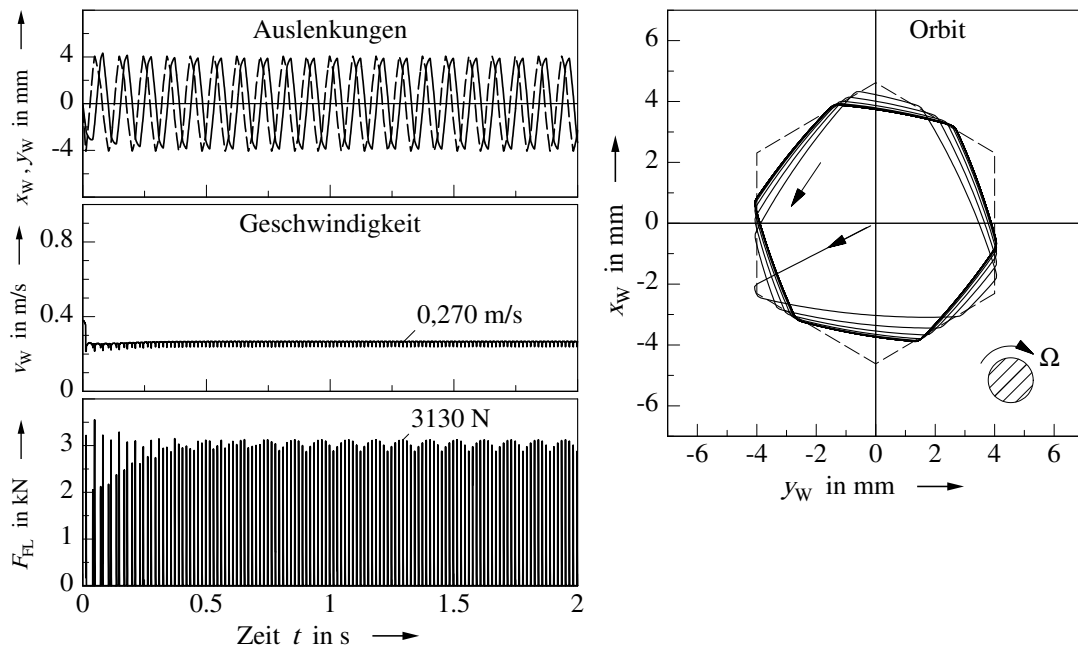 Auslenkungen
x_W, y_W in mm
4
0
-4
Geschwindigkeit
v_W in m/s
0.8
0.4
0
0,270 m/s
3130 N
F_FL in kN
3
2
1
0
0 0.5 1 1.5 2
Zeit t in s
Orbit
x_W in mm
6
4
2
0
-2
-4
-6
Ω
-6 -4 -2 0 2 4 6
y_W in mm